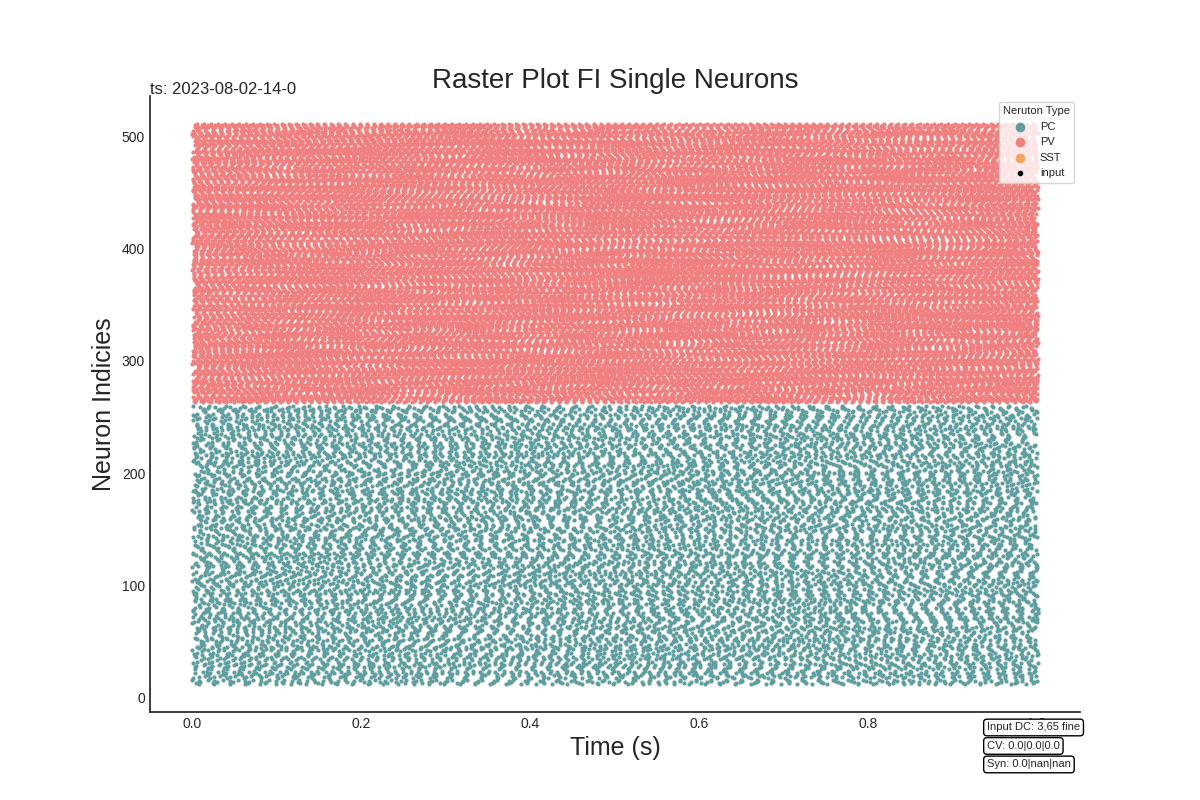 Raster Plot FI Single Neurons
ts: 2023-08-02-14-0
Neruton Type
PC
PV
SST
input
Neuron Indicies
500
400
300
200
100
0
0.0
0.2
0.4
0.6
0.8
Time (s)
Input DC: 3,65 fine
CV: 0.0|0.0|0.0
Syn: 0.0|nan|nan